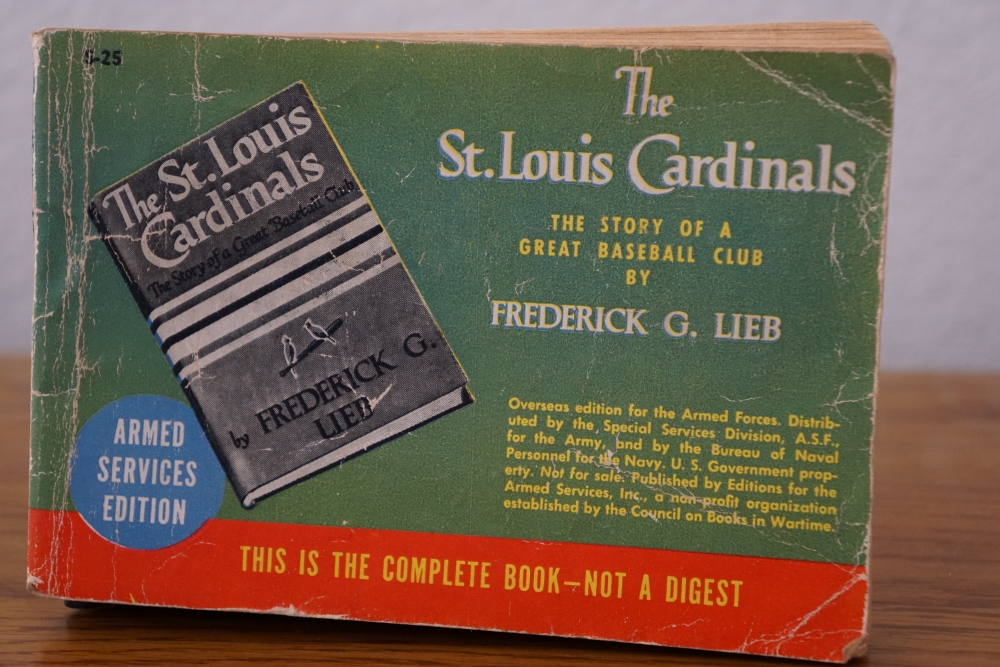 S-25
The St. Louis
Cardinals
The Story of a Great Baseball Club
by FREDERICK G.
LIEB
The
St. Louis Cardinals
THE STORY OF A
GREAT BASEBALL CLUB
BY
FREDERICK G. LIEB
Overseas edition for the Armed Forces. Distrib-
uted by the Special Services Division, A.S.F.,
for the Army, and by the Bureau of Naval
Personnel for the Navy. U. S. Government prop-
erty. Not for sale. Published by Editions for the
Armed Services, Inc., a non-profit organization
established by the Council on Books in Wartime.
ARMED
SERVICES
EDITION
THIS IS THE COMPLETE BOOK—NOT A DIGEST